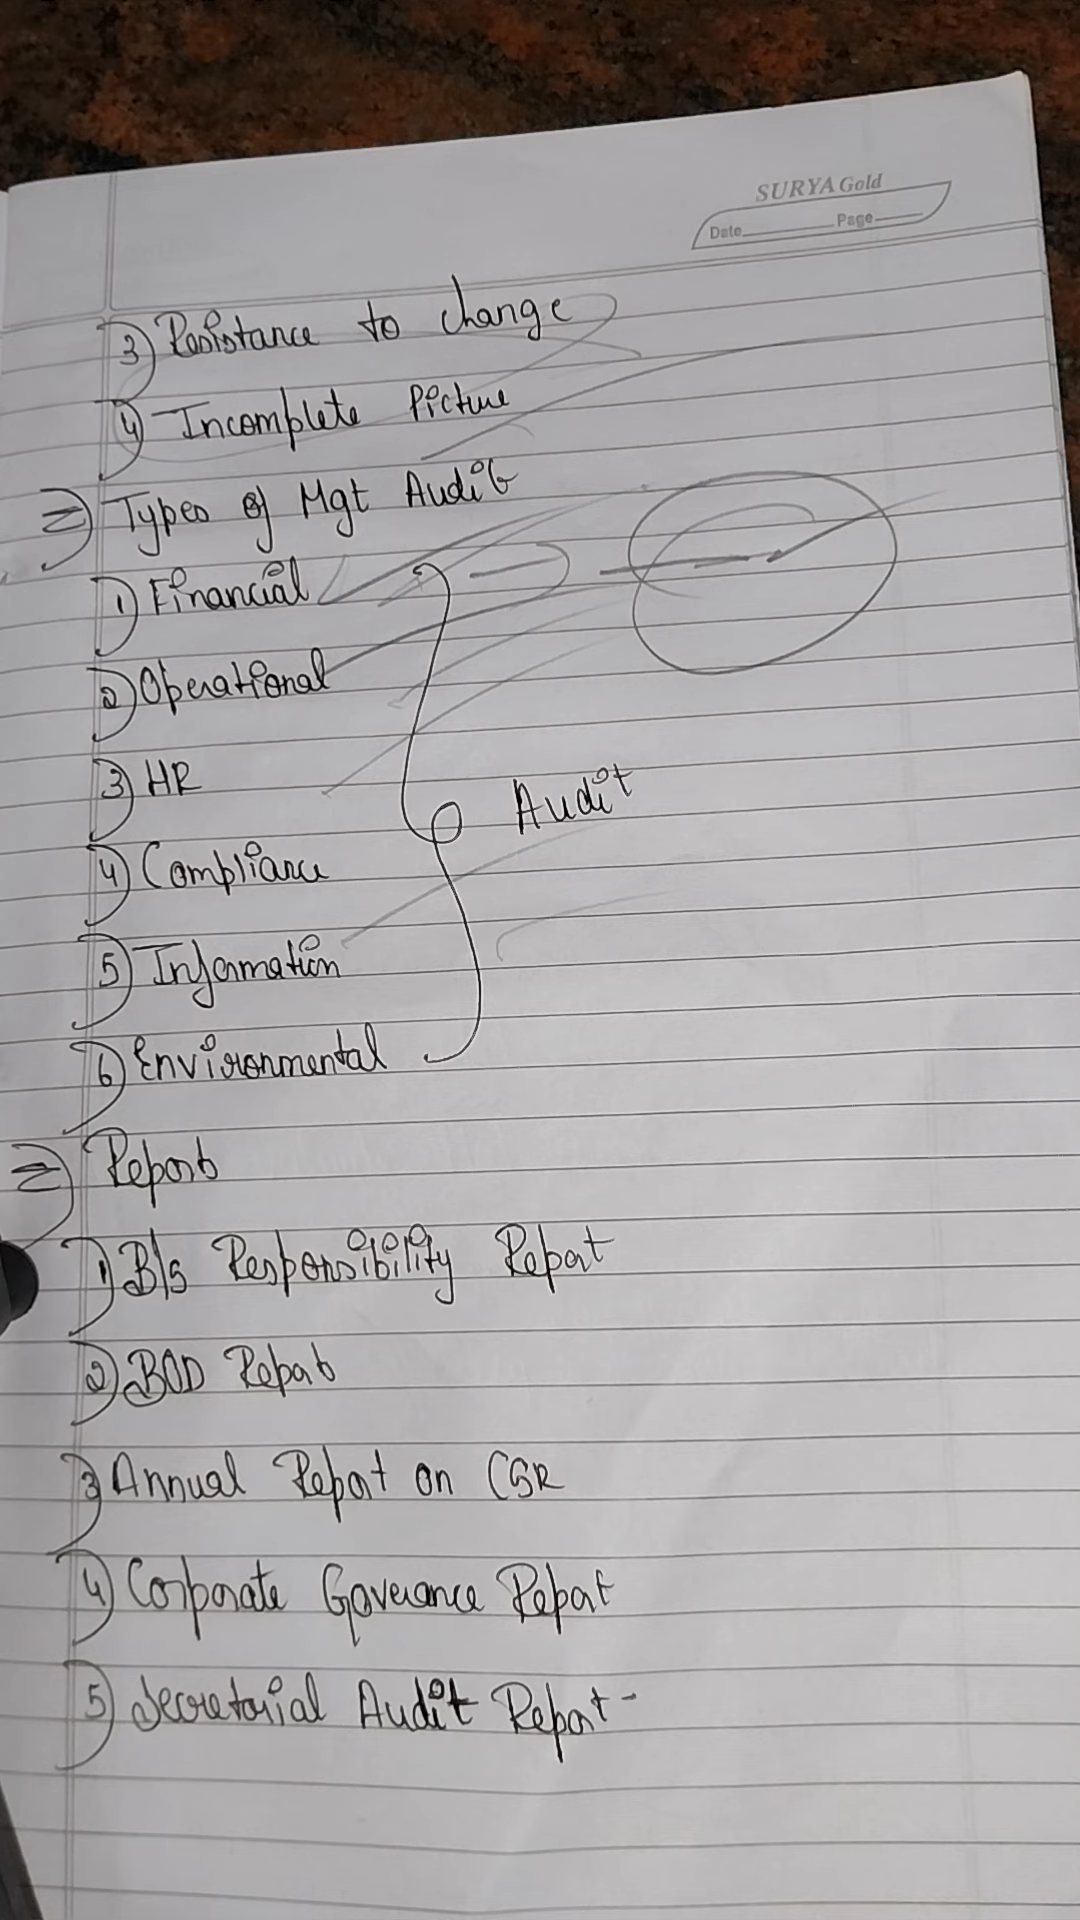 SURYA Gold
Date Page
3) Resistance to change
4) Incomplete Picture
=) Types of Mgt Audit
1) Financial
2) Operational
3) HR
Audit
4) Compliance
5) Information
6) Environmental
=) Reports
1) B/s Responsibility Report
2) BOD Report
3) Annual Report on CSR
4) Corporate Goverance Report
5) Secretarial Audit Report-